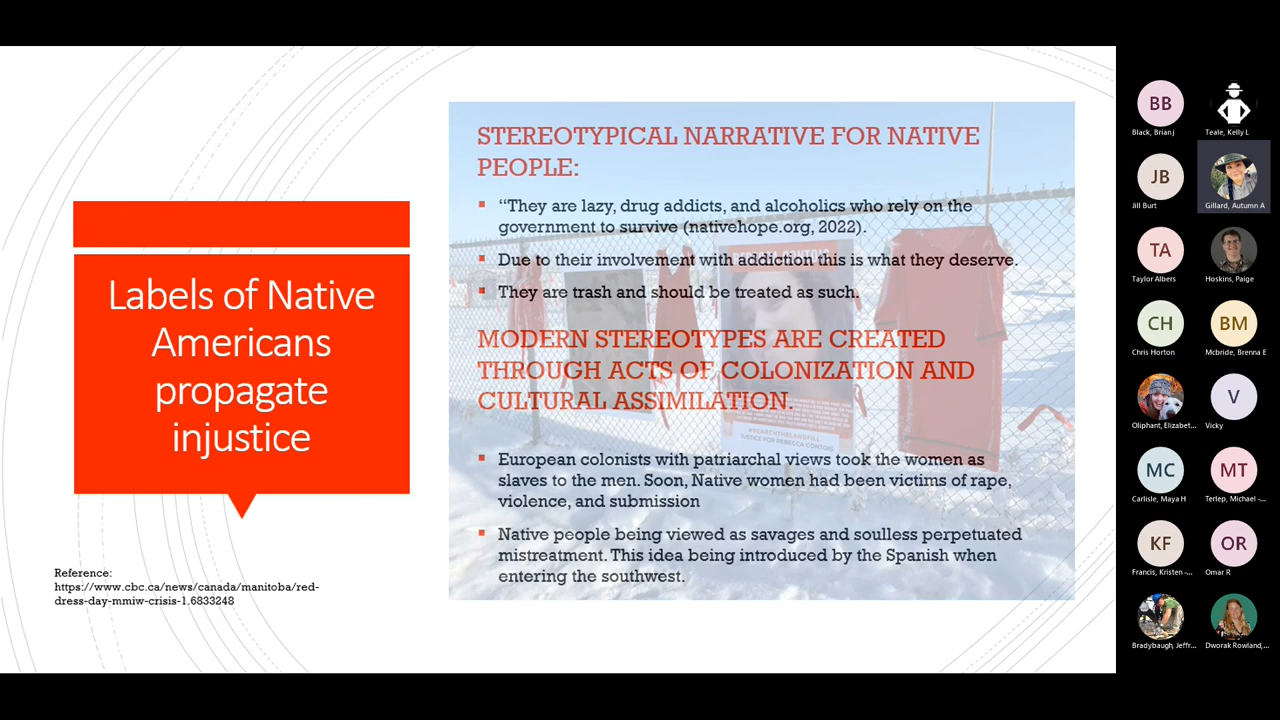 Labels of Native
Americans
propagate
injustice
Reference:
https://www.cbc.ca/news/canada/manitoba/red-
dress-day-mmiw-crisis-1.6833248
STEREOTYPICAL NARRATIVE FOR NATIVE
PEOPLE:
▪ “They are lazy, drug addicts, and alcoholics who rely on the
government to survive (nativehope.org, 2022).
▪ Due to their involvement with addiction this is what they deserve.
▪ They are trash and should be treated as such.
MODERN STEREOTYPES ARE CREATED
THROUGH ACTS OF COLONIZATION AND
CULTURAL ASSIMILATION.
▪ European colonists with patriarchal views took the women as
slaves to the men. Soon, Native women had been victims of rape,
violence, and submission
▪ Native people being viewed as savages and soulless perpetuated
mistreatment. This idea being introduced by the Spanish when
entering the southwest.
#SEARCHTHELANDFILL
JUSTICE FOR REBECCA CONTOIS
BB
Black, Brian j
Teale, Kelly L
JB
Jill Burt
Gillard, Autumn A
TA
Taylor Albers
Hoskins, Paige
CH
Chris Horton
BM
Mcbride, Brenna E
Oliphant, Elizabet...
V
Vicky
MC
Carlisle, Maya H
MT
Terlep, Michael -...
KF
Francis, Kristen -...
OR
Omar R
Bradybaugh, Jeffr...
Dworak Rowland,...